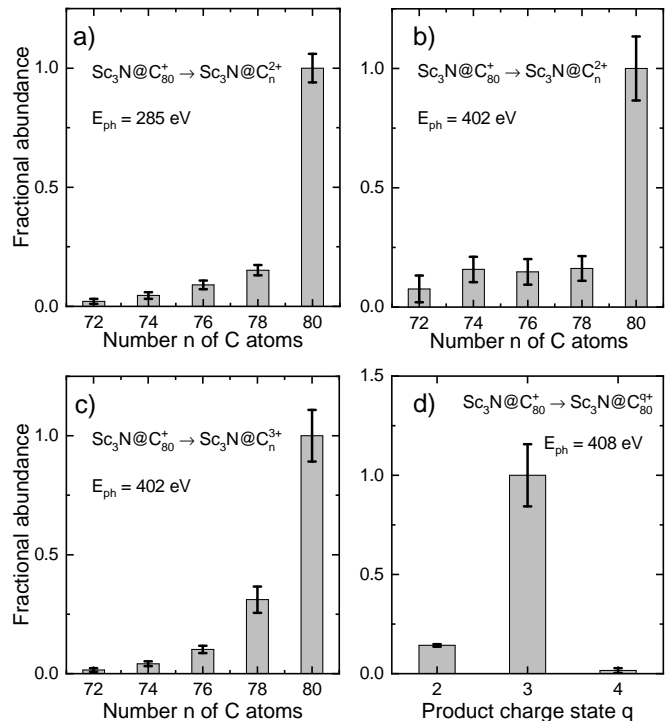 a)
Sc₃N@C₈₀⁺ → Sc₃N@Cₙ²⁺
E_ph = 285 eV
Fractional abundance
1.0
0.5
0.0
72 74 76 78 80
Number n of C atoms
b)
Sc₃N@C₈₀⁺ → Sc₃N@Cₙ²⁺
E_ph = 402 eV
1.0
0.5
0.0
72 74 76 78 80
Number n of C atoms
c)
Sc₃N@C₈₀⁺ → Sc₃N@Cₙ³⁺
E_ph = 402 eV
Fractional abundance
1.0
0.5
0.0
72 74 76 78 80
Number n of C atoms
d)
Sc₃N@C₈₀⁺ → Sc₃N@C₈₀q⁺
E_ph = 408 eV
1.5
1.0
0.5
0.0
2 3 4
Product charge state q